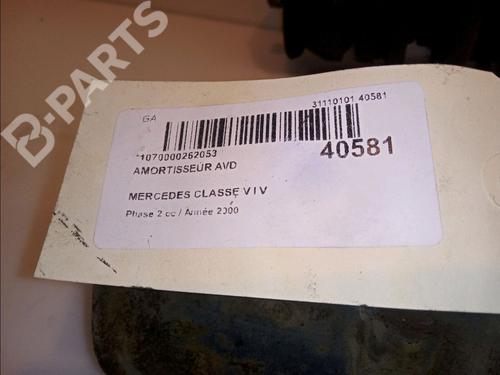 B-PARTS
GA
31110101 40581
*1070000262053
40581
AMORTISSEUR AVD
MERCEDES CLASSE V I V
Phase 2 cc / Année 2000